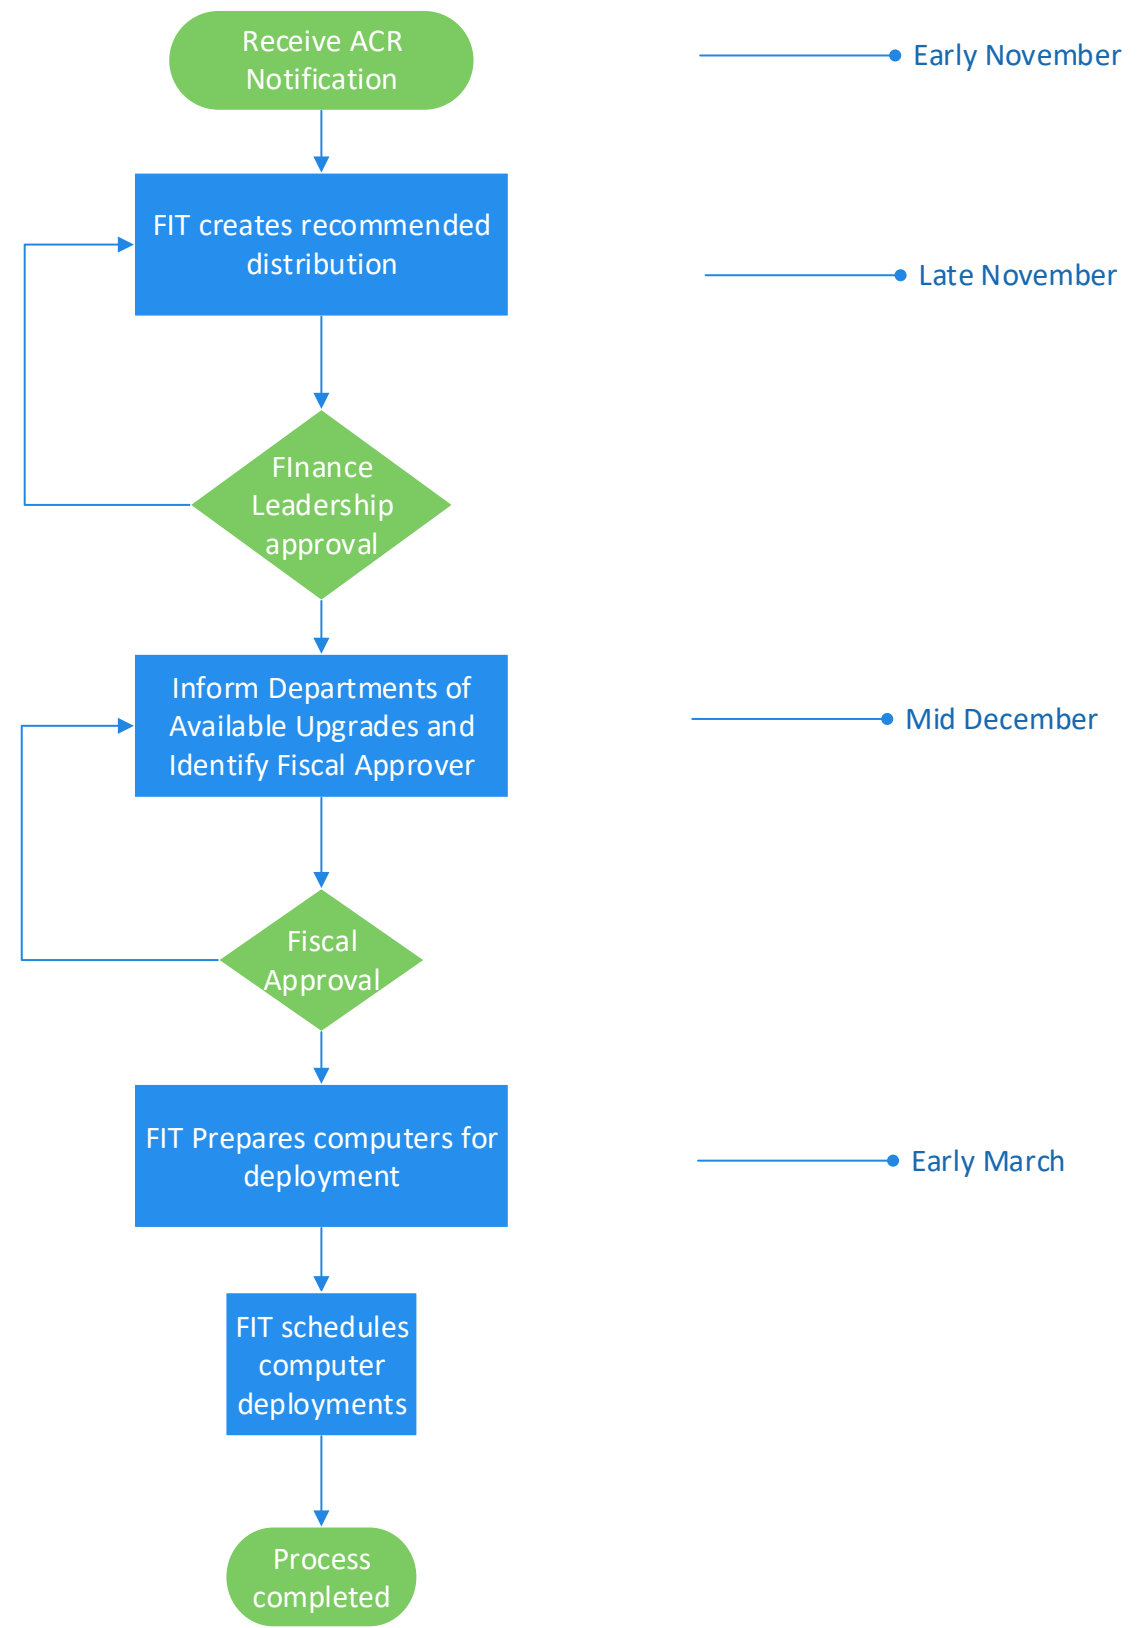 Receive ACR
Notification
Early November
FIT creates recommended
distribution
Late November
FInance
Leadership
approval
Inform Departments of
Available Upgrades and
Identify Fiscal Approver
Mid December
Fiscal
Approval
FIT Prepares computers for
deployment
Early March
FIT schedules
computer
deployments
Process
completed